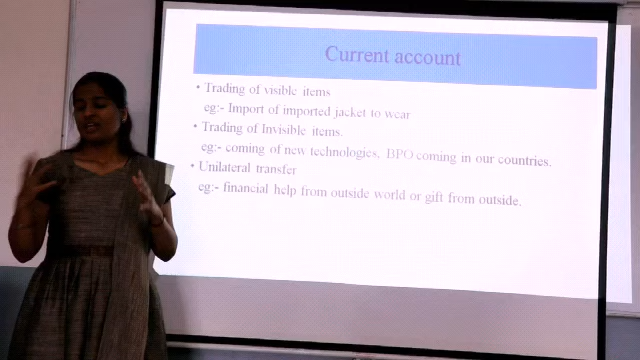 Current account
• Trading of visible items
eg:- Import of imported jacket to wear
• Trading of Invisible items.
eg:- coming of new technologies, BPO coming in our countries.
• Unilateral transfer
eg:- financial help from outside world or gift from outside.